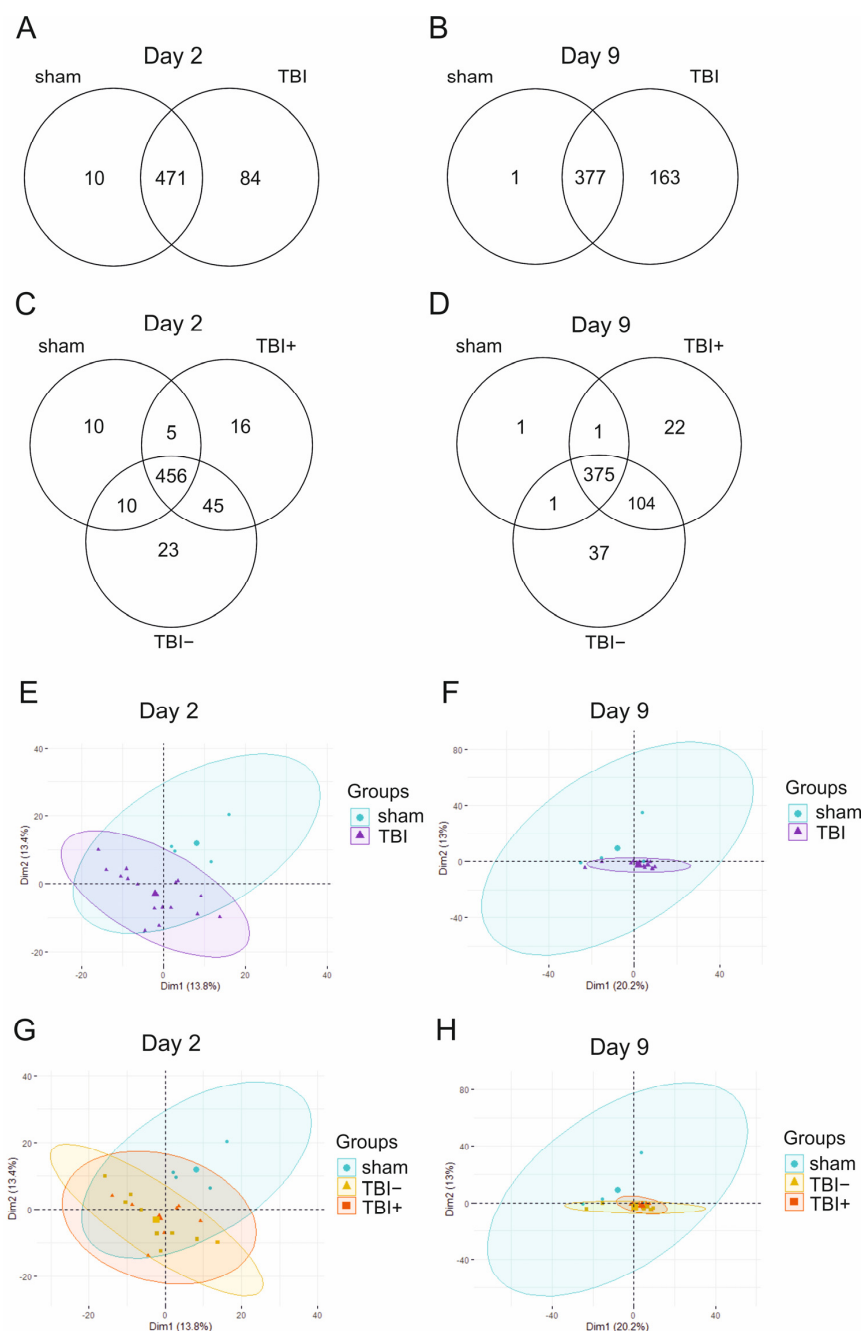 A
Day 2
sham
TBI
10
471
84
B
Day 9
sham
TBI
1
377
163
C
Day 2
sham
TBI+
10
5
16
456
10
45
23
TBI−
D
Day 9
sham
TBI+
1
1
22
375
1
104
37
TBI−
E
Day 2
40
20
0
-20
Dim2 (13.4%)
-20
0
20
40
Dim1 (13.8%)
Groups
sham
TBI
F
Day 9
80
40
0
-40
Dim2 (13%)
-40
0
40
Dim1 (20.2%)
Groups
sham
TBI
G
Day 2
40
20
0
-20
Dim2 (13.4%)
-20
0
20
40
Dim1 (13.8%)
Groups
sham
TBI−
TBI+
H
Day 9
80
40
0
-40
Dim2 (13%)
-40
0
40
Dim1 (20.2%)
Groups
sham
TBI−
TBI+